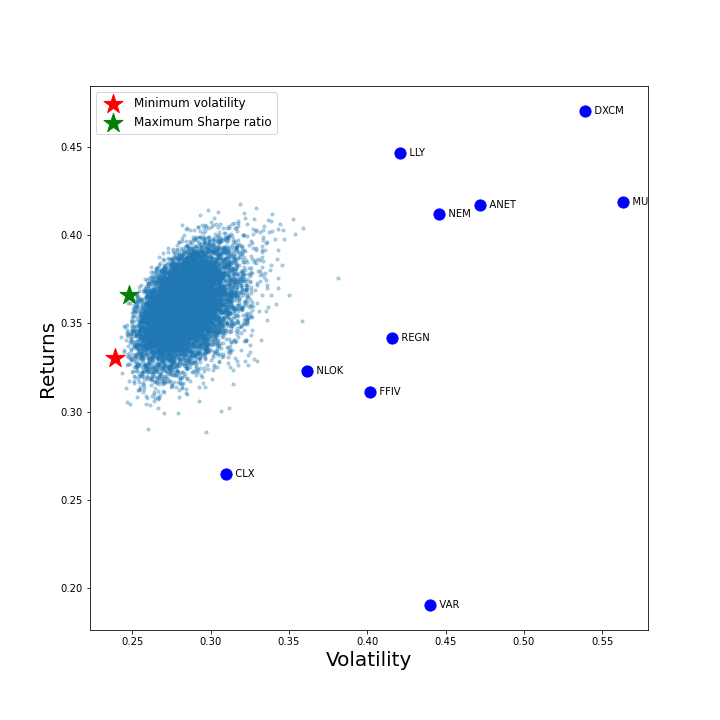 Minimum volatility
Maximum Sharpe ratio
DXCM
LLY
MU
ANET
NEM
REGN
NLOK
FFIV
CLX
VAR
0.45
0.40
0.35
0.30
0.25
0.20
Returns
0.25 0.30 0.35 0.40 0.45 0.50 0.55
Volatility